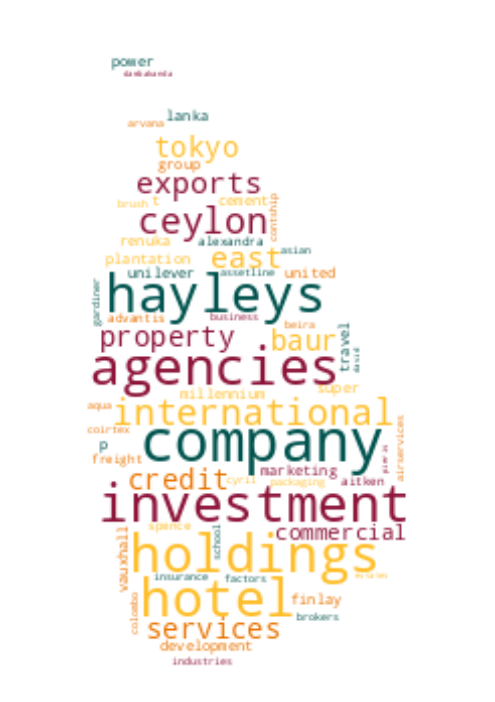 power
dambakanda
lanka
arvana
tokyo
group
exports
brush t cement
ceylon
contship
renuka alexandra
east asian
plantation
unilever assetline united
gardiner
hayleys
advantis business
beira
property baur travel
david
agencies
super
millennium
aqua international
coirtex
company
p
airservices
freight
pieris
marketing
credit cyril packaging aitken
investment
commercial
spence
school
vauxhall
holdings
insurance factors
hotel
colombo
finlay
brokers
services
development
industries